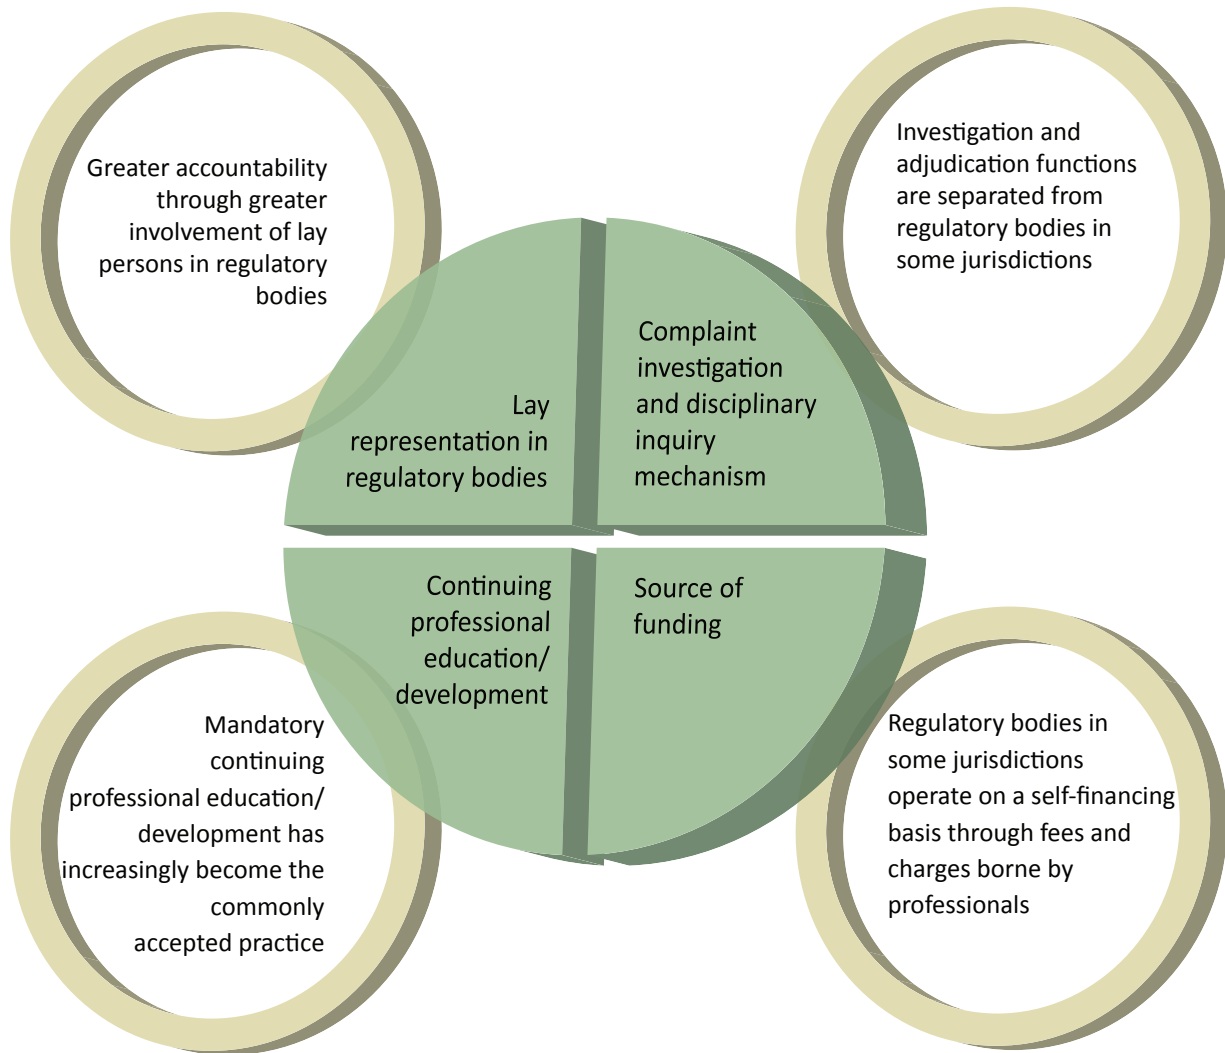 Greater accountability
through greater
involvement of lay
persons in regulatory
bodies
Investigation and
adjudication functions
are separated from
regulatory bodies in
some jurisdictions
Lay
representation in
regulatory bodies
Complaint
investigation
and disciplinary
inquiry
mechanism
Continuing
professional
education/
development
Source of
funding
Mandatory
continuing
professional education/
development has
increasingly become the
commonly
accepted practice
Regulatory bodies in
some jurisdictions
operate on a self-financing
basis through fees and
charges borne by
professionals